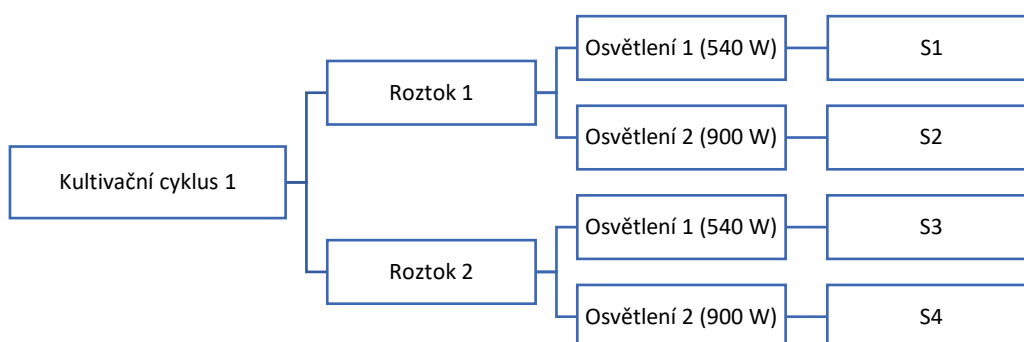 Kultivační cyklus 1
Roztok 1
Osvětlení 1 (540 W)
S1
Osvětlení 2 (900 W)
S2
Roztok 2
Osvětlení 1 (540 W)
S3
Osvětlení 2 (900 W)
S4